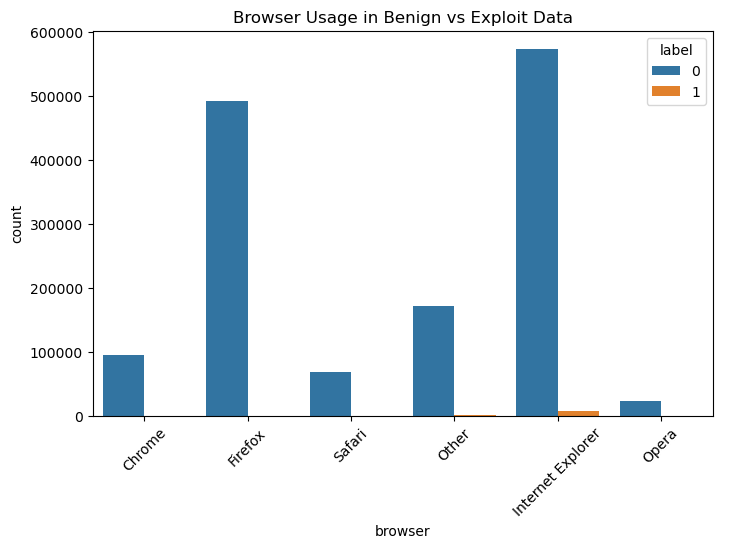 Browser Usage in Benign vs Exploit Data
label
0
1
600000
500000
400000
300000
200000
100000
0
count
Chrome
Firefox
Safari
Other
Internet Explorer
Opera
browser